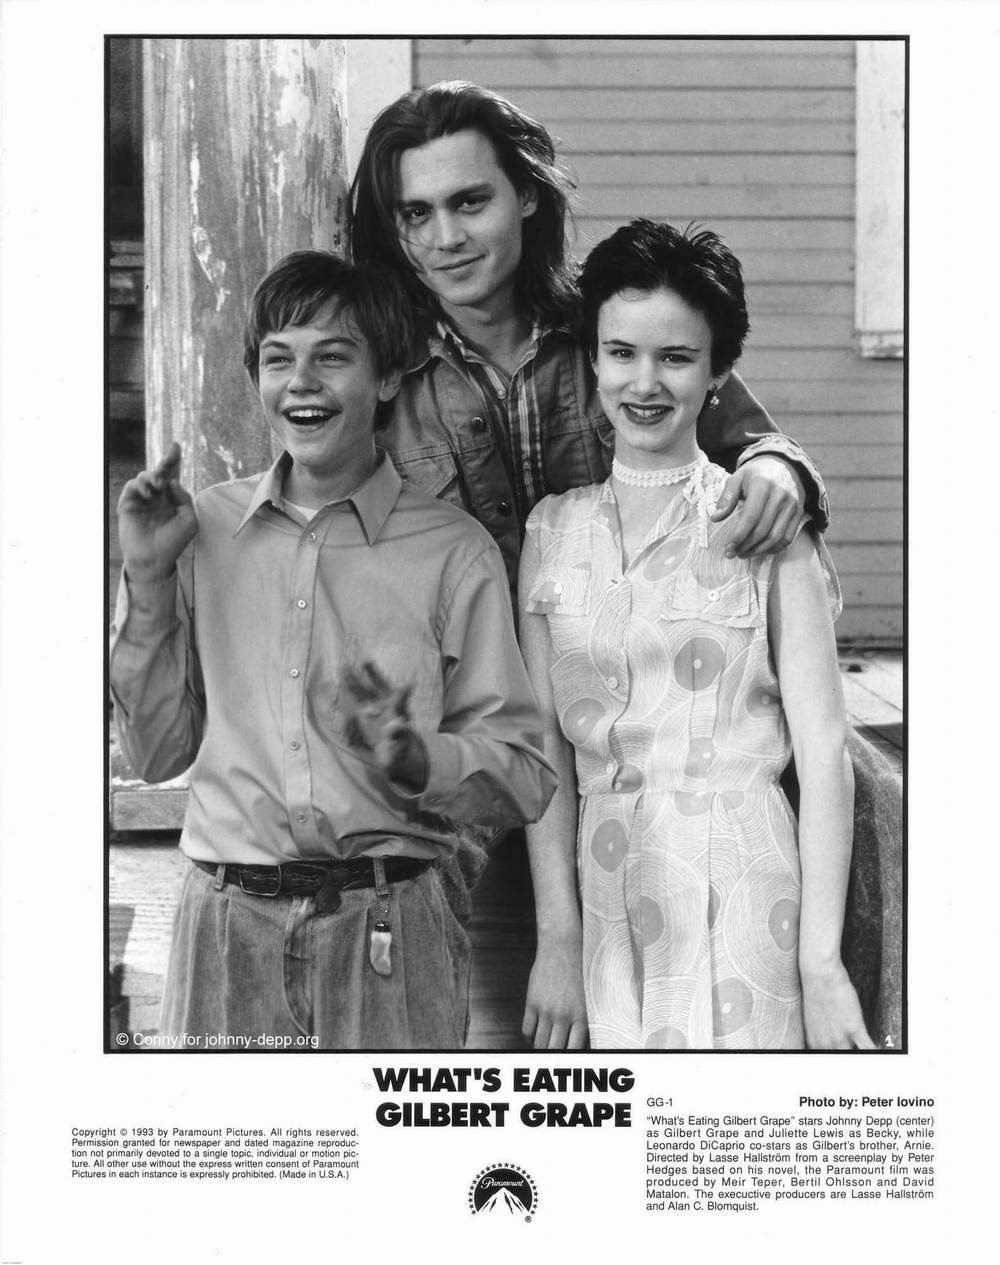 © Conny for johnny-depp.org
1
WHAT'S EATING
GILBERT GRAPE
Copyright © 1993 by Paramount Pictures. All rights reserved.
Permission granted for newspaper and dated magazine reproduc-
tion not primarily devoted to a single topic, individual or motion pic-
ture. All other use without the express written consent of Paramount
Pictures in each instance is expressly prohibited. (Made in U.S.A.)
Paramount
®
GG-1 Photo by: Peter Iovino
"What's Eating Gilbert Grape" stars Johnny Depp (center)
as Gilbert Grape and Juliette Lewis as Becky, while
Leonardo DiCaprio co-stars as Gilbert's brother, Arnie.
Directed by Lasse Hallström from a screenplay by Peter
Hedges based on his novel, the Paramount film was
produced by Meir Teper, Bertil Ohlsson and David
Matalon. The executive producers are Lasse Hallström
and Alan C. Blomquist.